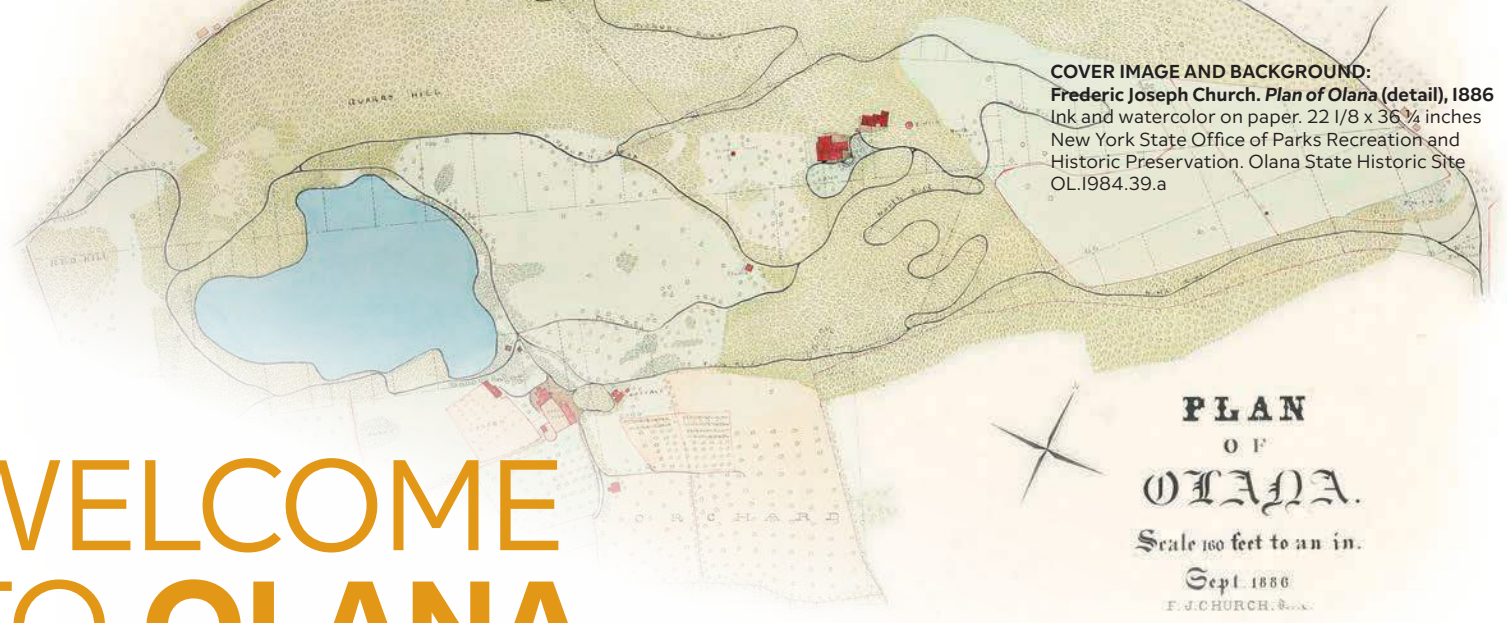 COVER IMAGE AND BACKGROUND:
Frederic Joseph Church. Plan of Olana (detail), 1886
Ink and watercolor on paper. 22 1/8 x 36 ¼ inches
New York State Office of Parks Recreation and
Historic Preservation. Olana State Historic Site
OL.1984.39.a
QUARRY HILL
RED HILL
ORCHARD
PLAN
OF
OLANA.
Scale 160 feet to an in.
Sept. 1886
F. J. CHURCH.
WELCOME
TO OLANA